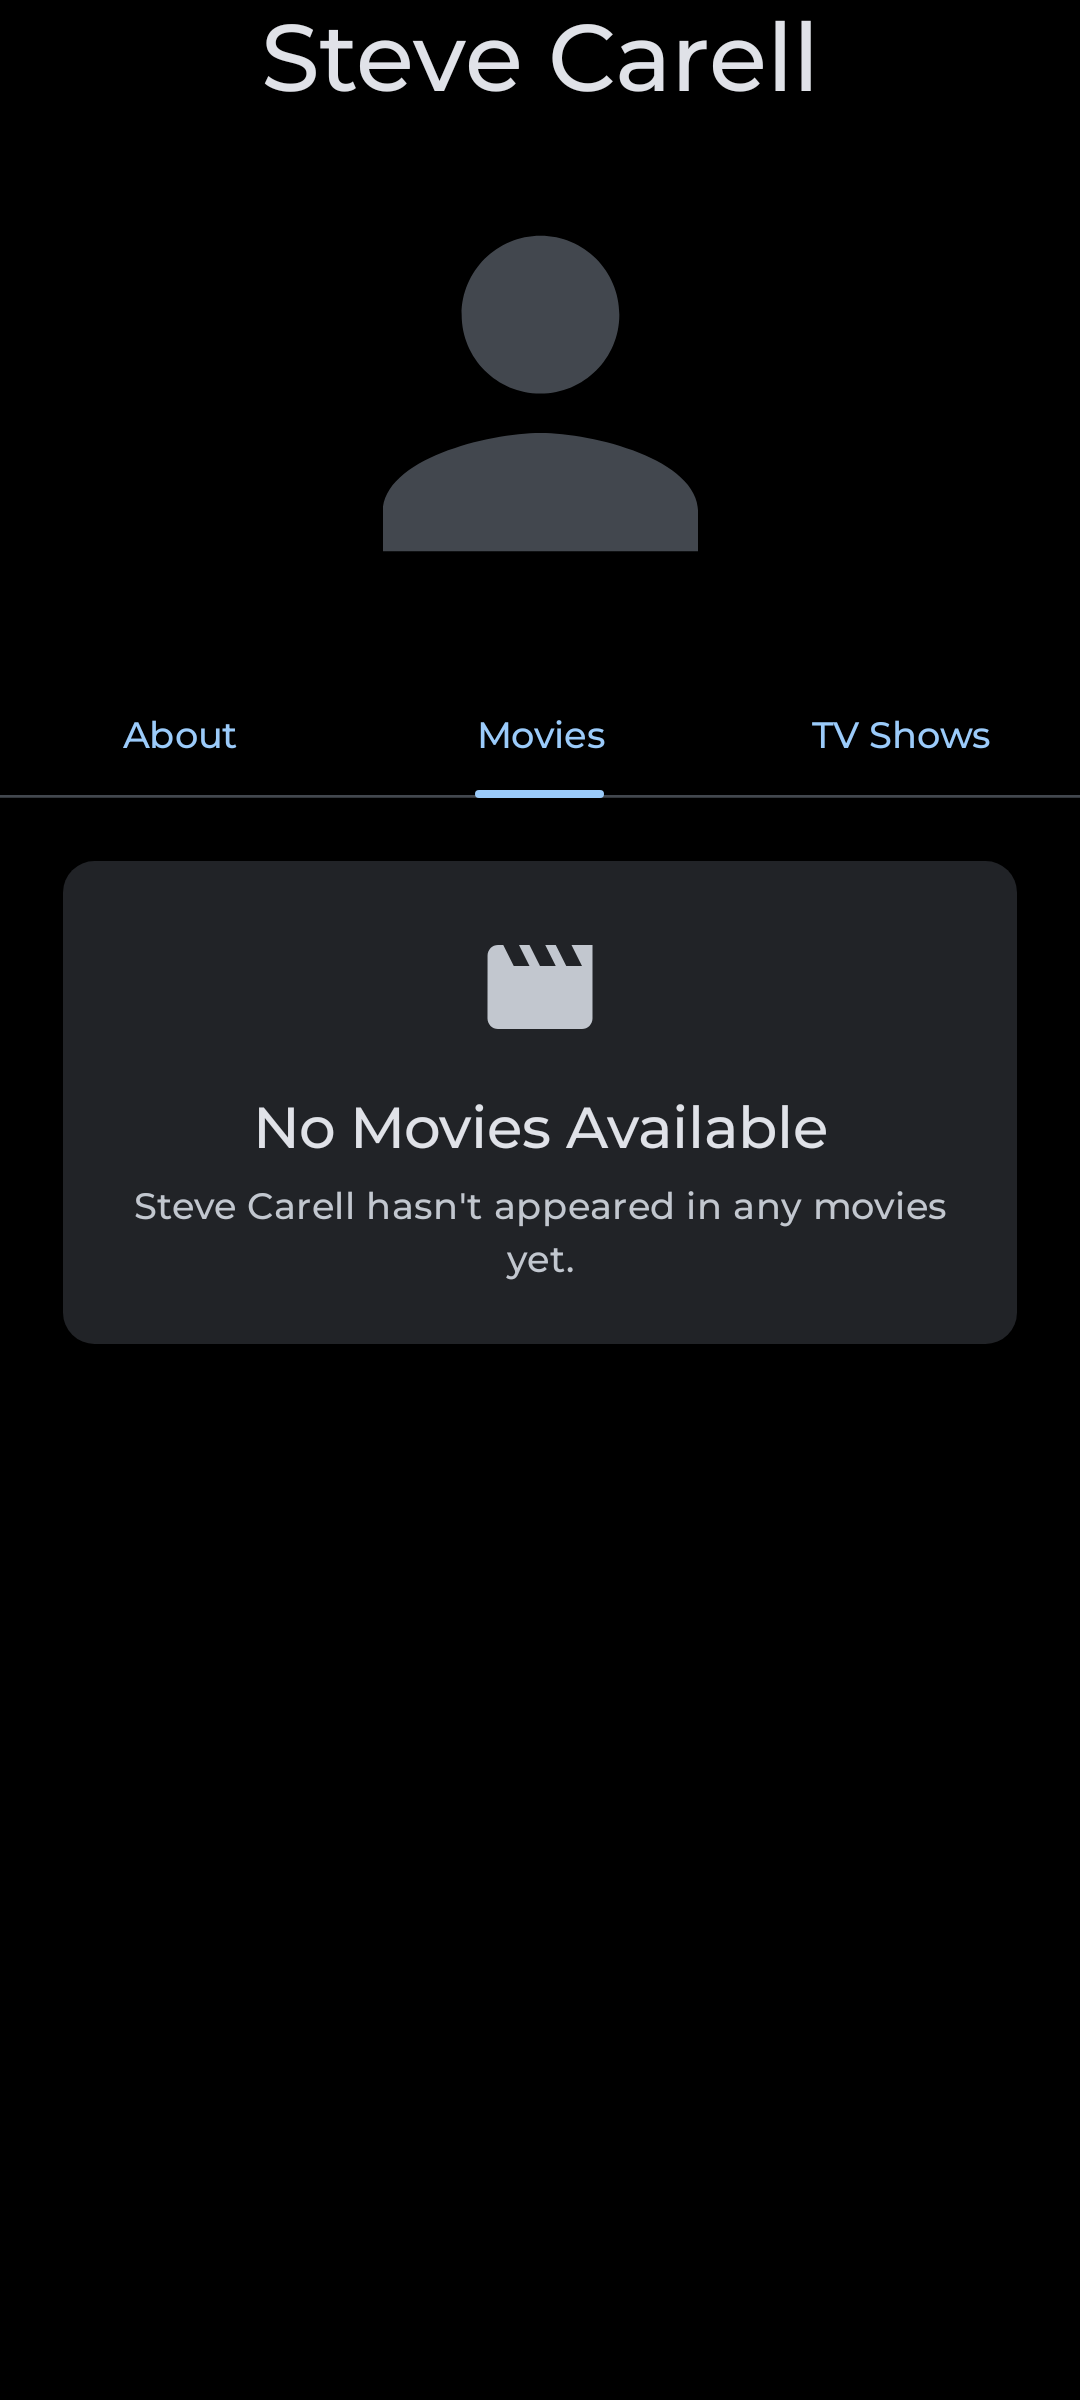 Steve Carell
About
Movies
TV Shows
No Movies Available
Steve Carell hasn't appeared in any movies
yet.